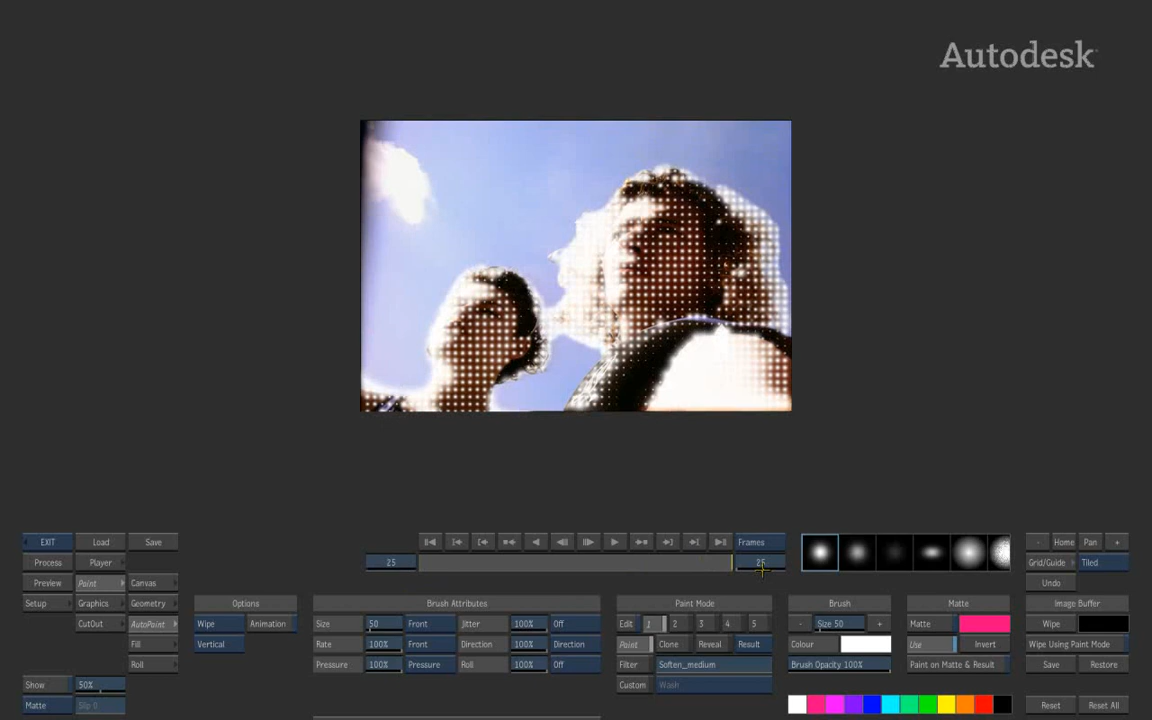 Autodesk
EXIT Load Save Frames - Home Pan +
Process Player 25 25 Grid/Guide Tiled
Preview Paint Canvas Undo
Setup Graphics Geometry Options Brush Attributes Paint Mode Brush Matte Image Buffer
CutOut AutoPaint Wipe Animation Size 50 Front Jitter 100% Off Edit 1 2 3 4 5 - Size 50 + Matte Wipe
Fill Vertical Rate 100% Front Direction 100% Direction Paint Clone Reveal Result Colour Use Invert Wipe Using Paint Mode
Roll Pressure 100% Pressure Roll 100% Off Filter Soften_medium Brush Opacity 100% Paint on Matte & Result Save Restore
Show 50% Custom Wash
Matte Slip 0 Reset Reset All